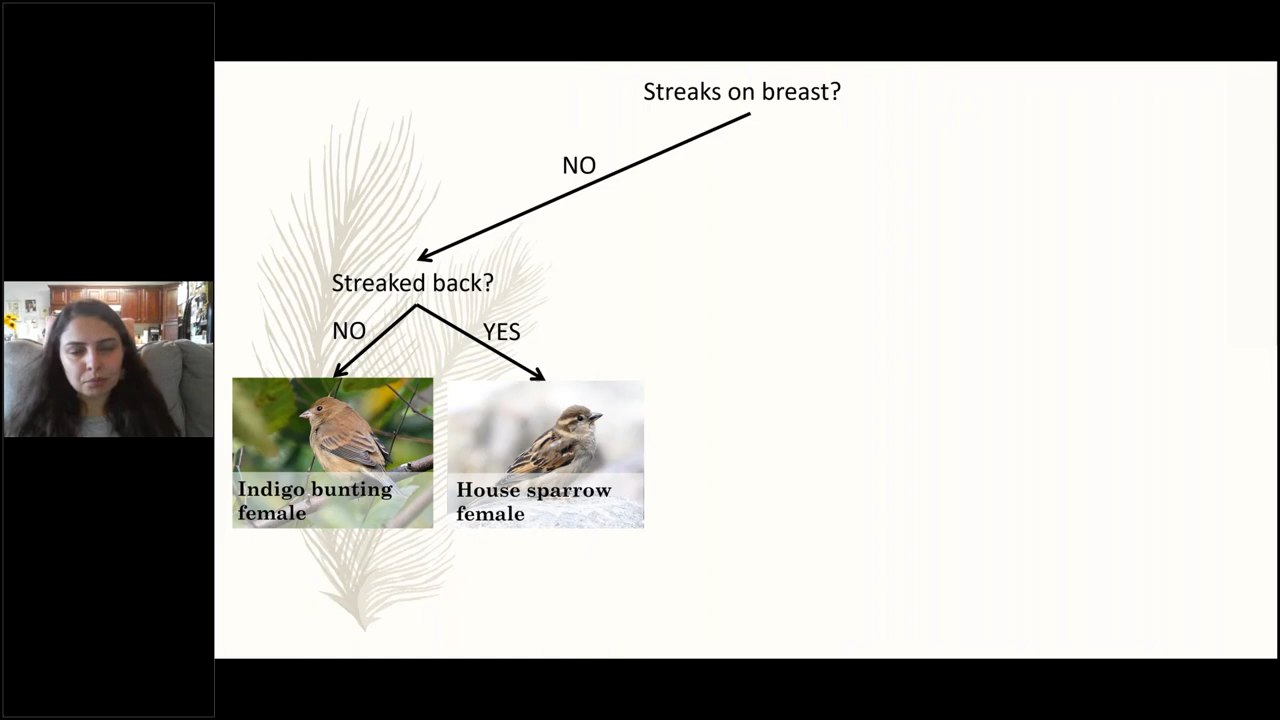 Streaks on breast?
NO
Streaked back?
NO
YES
Indigo bunting
female
House sparrow
female